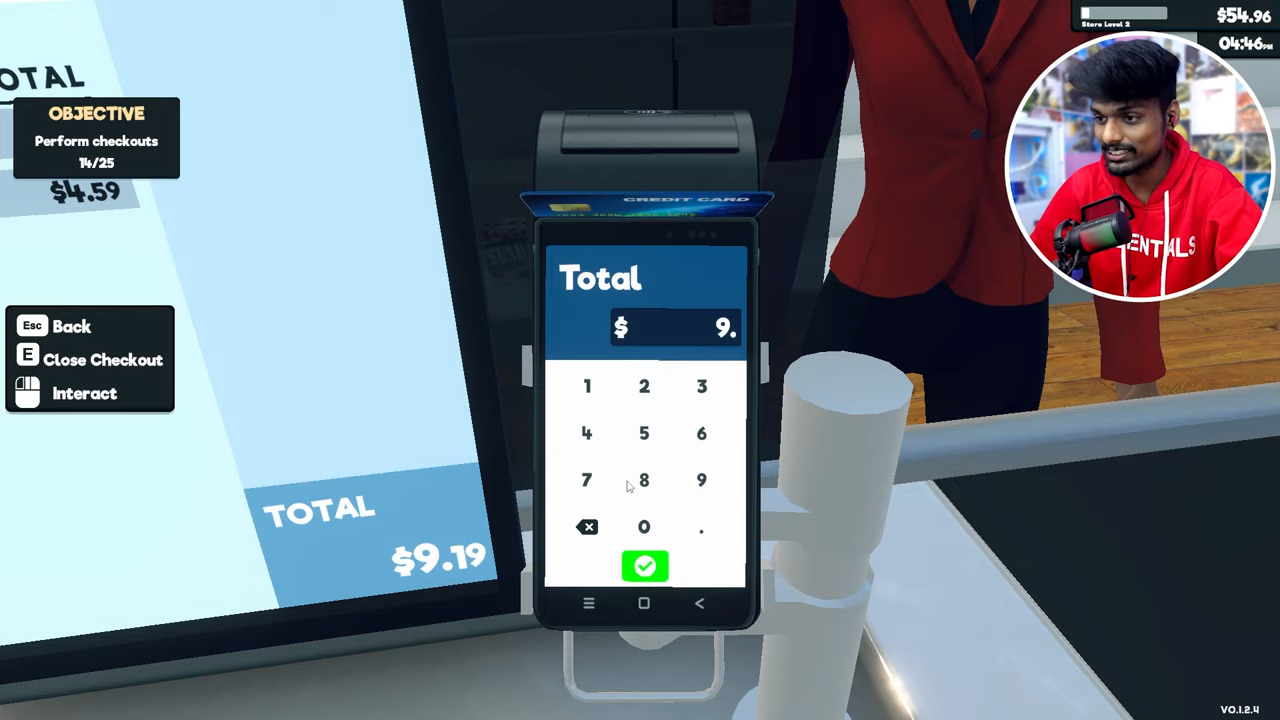 OTAL
OBJECTIVE
Perform checkouts
14/25
$4.59
Esc Back
E Close Checkout
Interact
TOTAL
$9.19
CREDIT CARD
Total
$ 9.
1 2 3
4 5 6
7 8 9
0 .
Store Level 2
$54.96
04:46PM
ENTIALS
V0.1.2.4